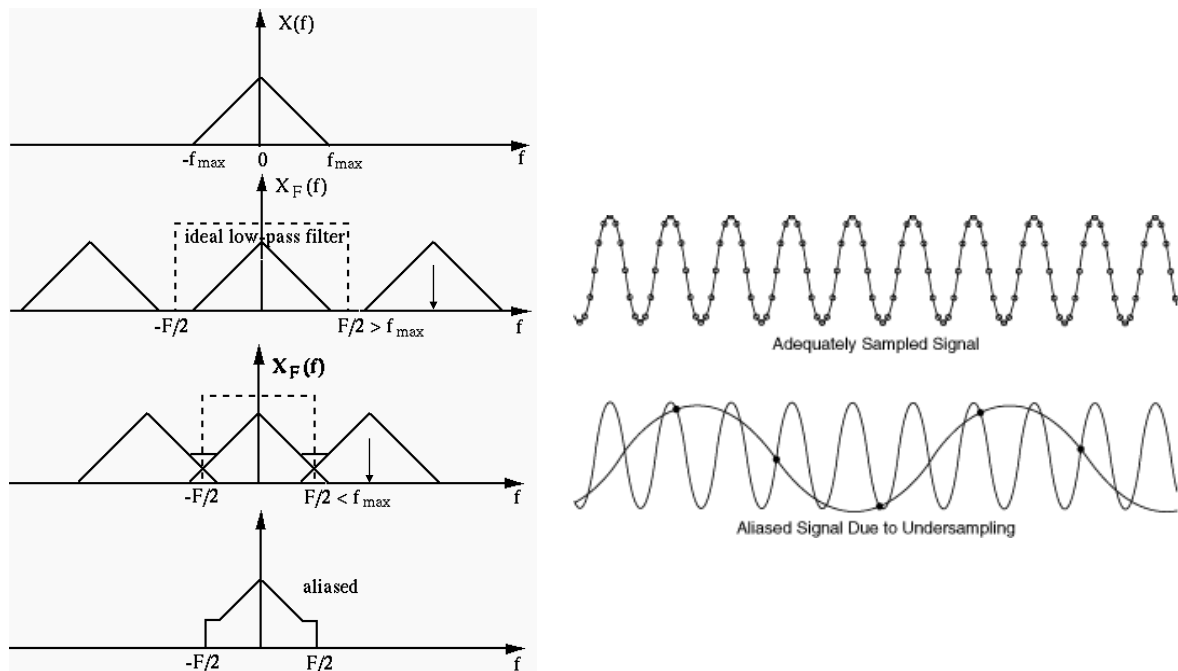 X(f)
-fmax 0 fmax f
XF(f)
ideal low-pass filter
-F/2 F/2 > fmax f
XF(f)
-F/2 F/2 < fmax f
aliased
-F/2 F/2 f
Adequately Sampled Signal
Aliased Signal Due to Undersampling